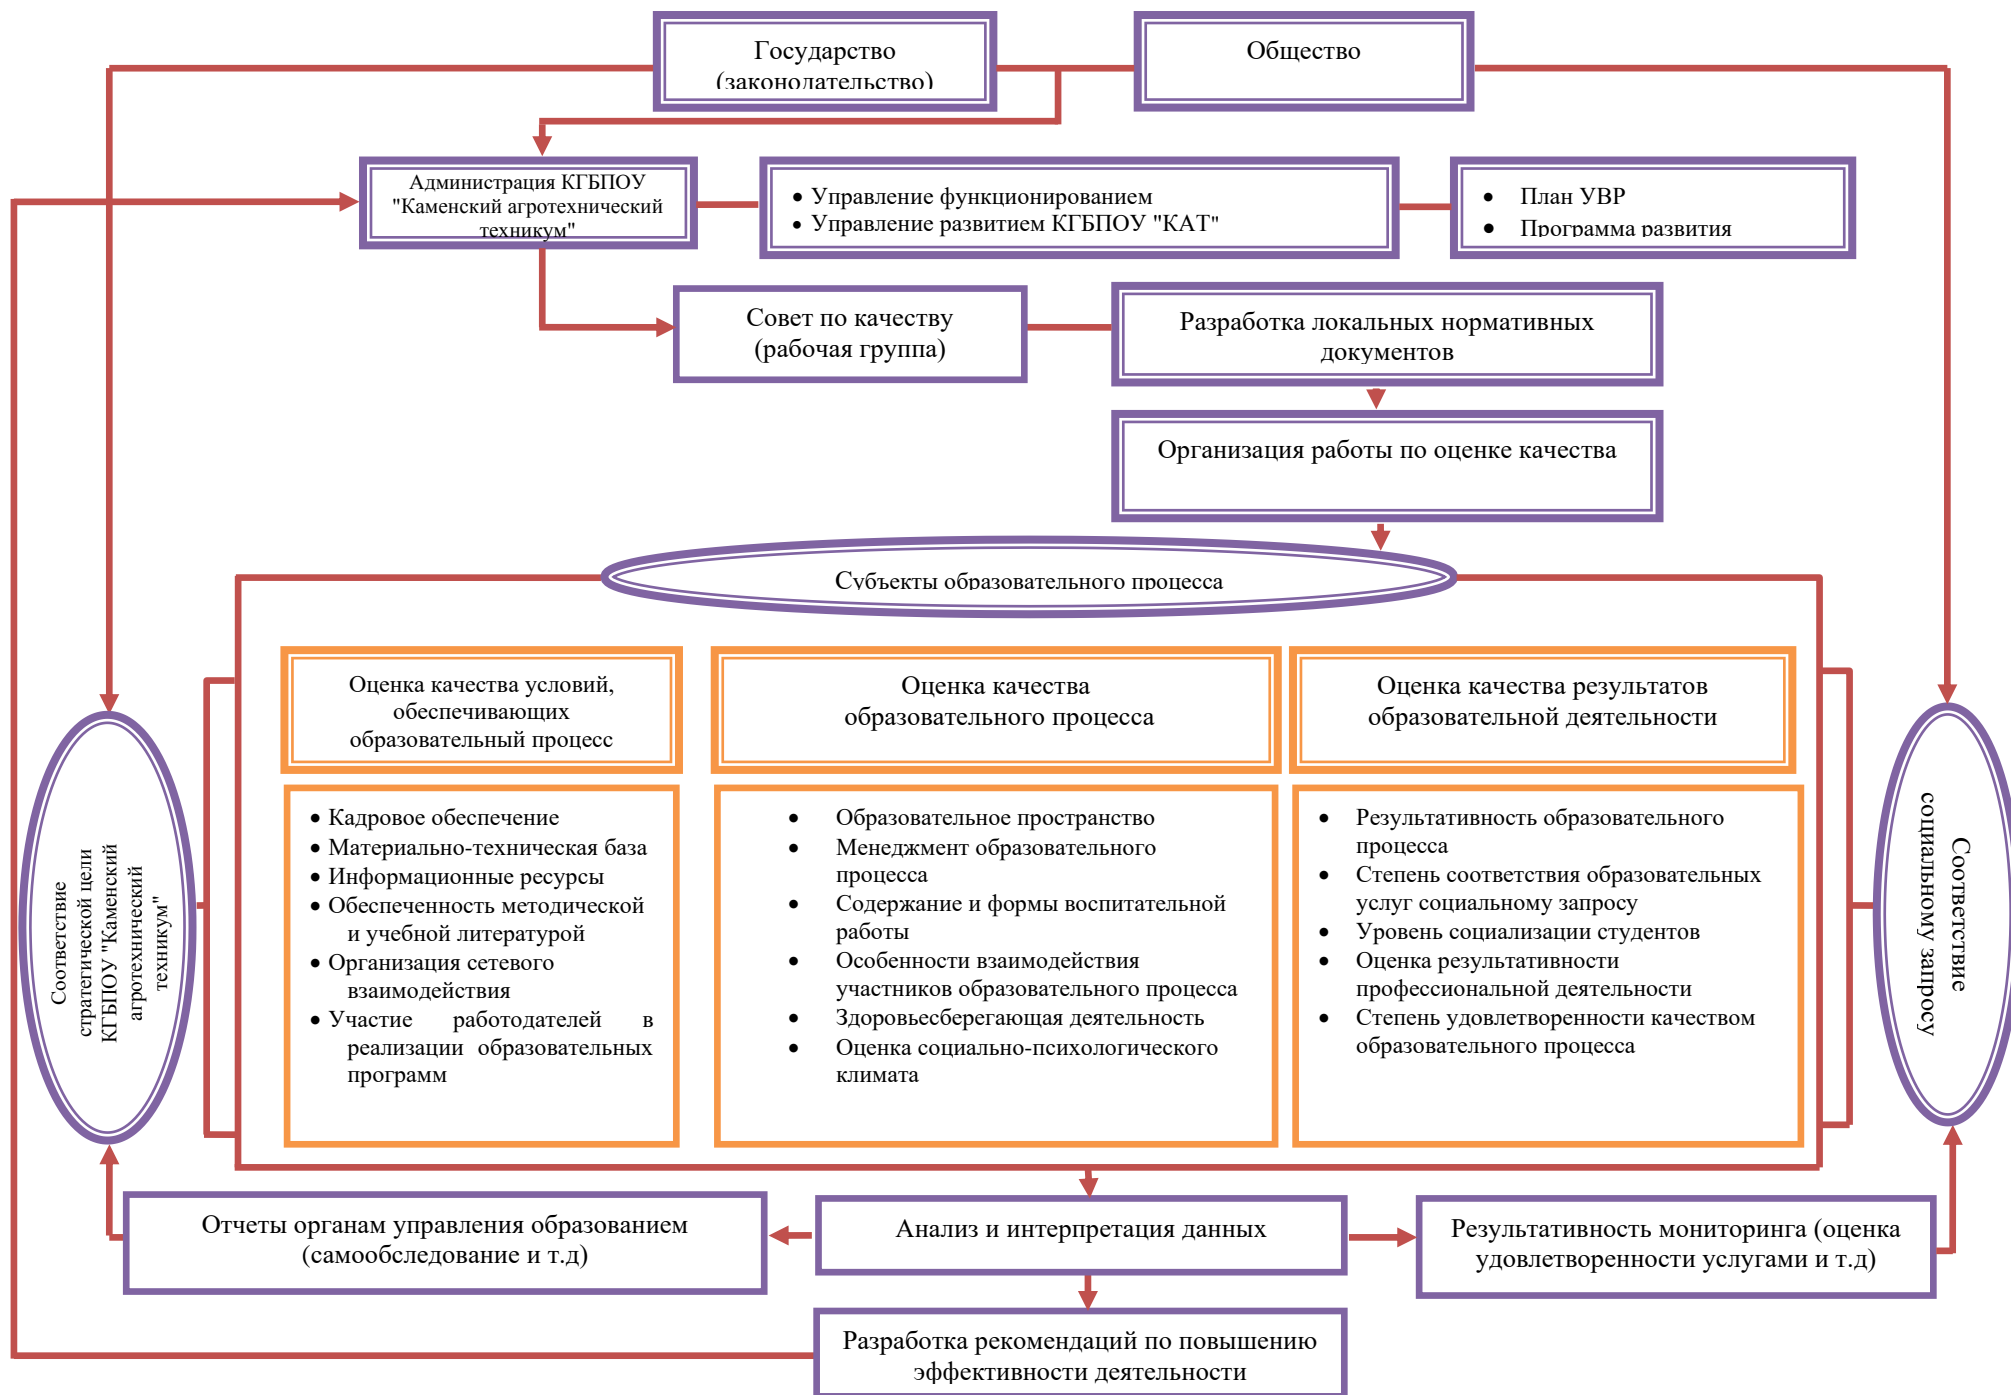 Государство
(законодательство)
Общество
Администрация КГБПОУ
"Каменский агротехнический
техникум"
• Управление функционированием
• Управление развитием КГБПОУ "КАТ"
• План УВР
• Программа развития
Совет по качеству
(рабочая группа)
Разработка локальных нормативных
документов
Организация работы по оценке качества
Субъекты образовательного процесса
Оценка качества условий,
обеспечивающих
образовательный процесс
Оценка качества
образовательного процесса
Оценка качества результатов
образовательной деятельности
• Кадровое обеспечение
• Материально-техническая база
• Информационные ресурсы
• Обеспеченность методической
и учебной литературой
• Организация сетевого
взаимодействия
• Участие работодателей в
реализации образовательных
программ
• Образовательное пространство
• Менеджмент образовательного
процесса
• Содержание и формы воспитательной
работы
• Особенности взаимодействия
участников образовательного процесса
• Здоровьесберегающая деятельность
• Оценка социально-психологического
климата
• Результативность образовательного
процесса
• Степень соответствия образовательных
услуг социальному запросу
• Уровень социализации студентов
• Оценка результативности
профессиональной деятельности
• Степень удовлетворенности качеством
образовательного процесса
Соответствие
стратегической цели
КГБПОУ "Каменский
агротехнический
техникум"
Соответствие
социальному запросу
Отчеты органам управления образованием
(самообследование и т.д)
Анализ и интерпретация данных
Результативность мониторинга (оценка
удовлетворенности услугами и т.д)
Разработка рекомендаций по повышению
эффективности деятельности